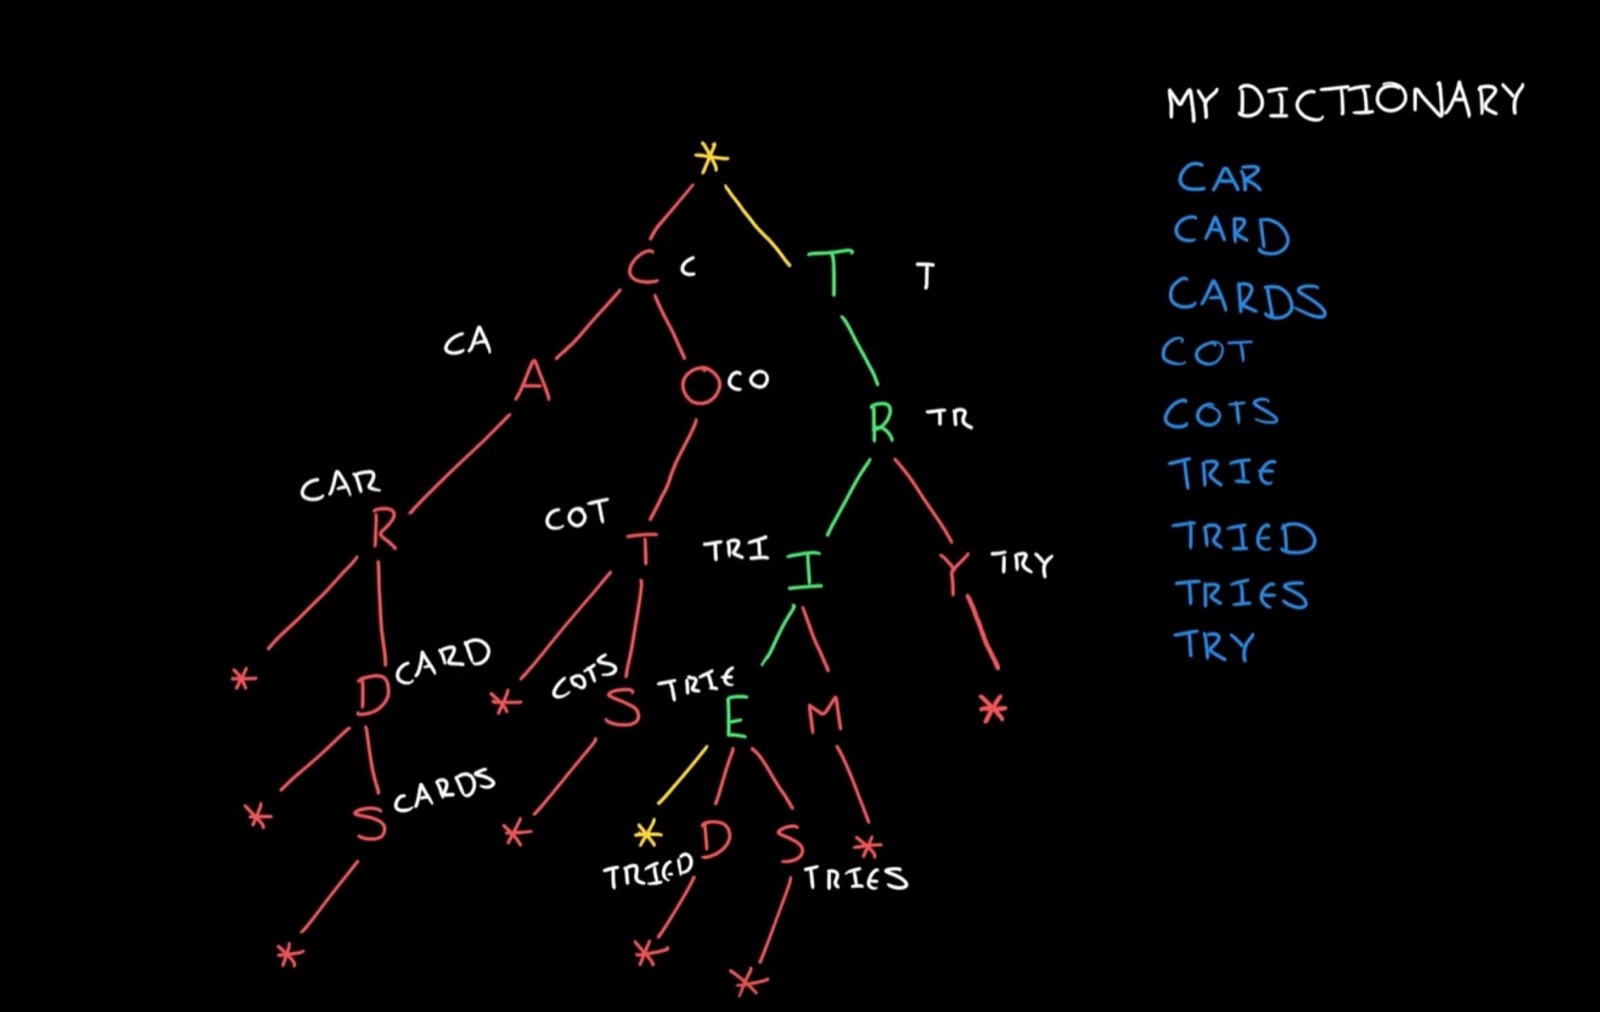 MY DICTIONARY
CAR
CARD
CARDS
COT
COTS
TRIE
TRIED
TRIES
TRY
*
C C T T
CA
A O CO
R TR
CAR
R
COT
T
TRI I Y TRY
* D CARD
* COTS S TRIE E M *
* S CARDS
* * D S *
TRIED TRIES
* * *